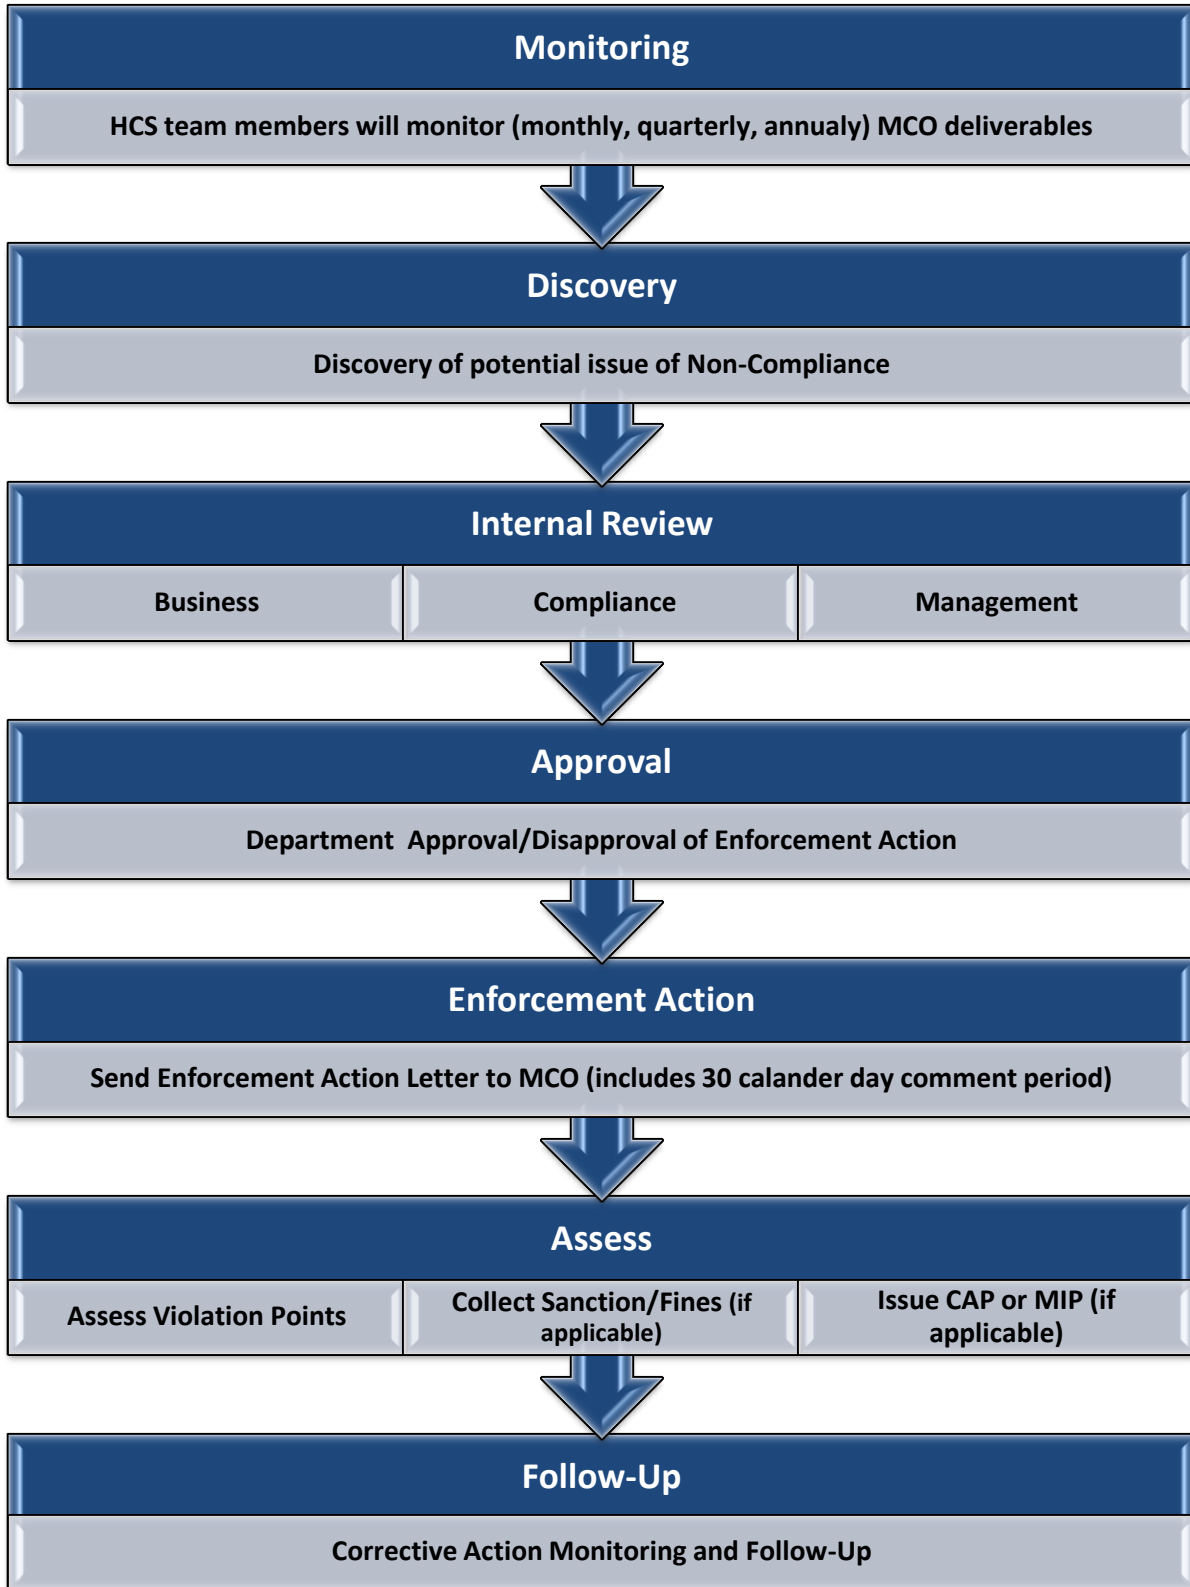 Monitoring
HCS team members will monitor (monthly, quarterly, annualy) MCO deliverables
Discovery
Discovery of potential issue of Non-Compliance
Internal Review
Business
Compliance
Management
Approval
Department  Approval/Disapproval of Enforcement Action
Enforcement Action
Send Enforcement Action Letter to MCO (includes 30 calander day comment period)
Assess
Assess Violation Points
Collect Sanction/Fines (if
applicable)
Issue CAP or MIP (if
applicable)
Follow-Up
Corrective Action Monitoring and Follow-Up